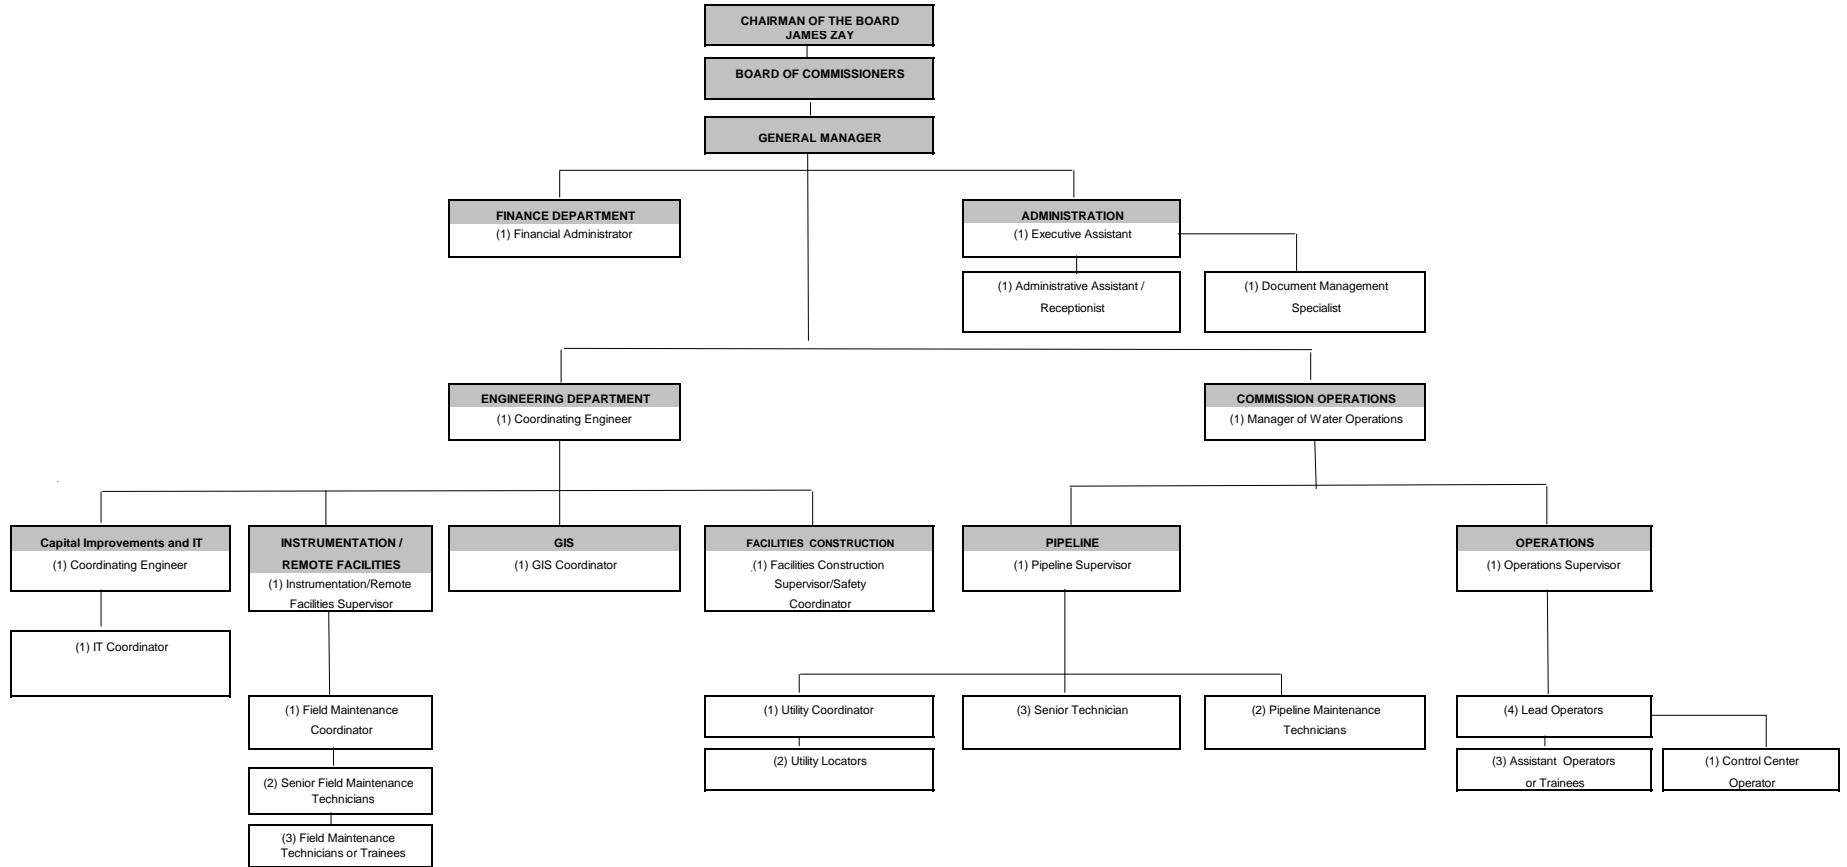 CHAIRMAN OF THE BOARD
JAMES ZAY
BOARD OF COMMISSIONERS
GENERAL MANAGER
FINANCE DEPARTMENT
(1) Financial Administrator
ADMINISTRATION
(1) Executive Assistant
(1) Administrative Assistant /
Receptionist
(1) Document Management
Specialist
ENGINEERING DEPARTMENT
(1) Coordinating Engineer
COMMISSION OPERATIONS
(1) Manager of Water Operations
Capital Improvements and IT
(1) Coordinating Engineer
(1) IT Coordinator
INSTRUMENTATION /
REMOTE FACILITIES
(1) Instrumentation/Remote
Facilities Supervisor
(1) Field Maintenance
Coordinator
(2) Senior Field Maintenance
Technicians
(3) Field Maintenance
Technicians or Trainees
GIS
(1) GIS Coordinator
FACILITIES CONSTRUCTION
(1) Facilities Construction
Supervisor/Safety
Coordinator
PIPELINE
(1) Pipeline Supervisor
(1) Utility Coordinator
(2) Utility Locators
(3) Senior Technician
(2) Pipeline Maintenance
Technicians
OPERATIONS
(1) Operations Supervisor
(4) Lead Operators
(3) Assistant Operators
or Trainees
(1) Control Center
Operator